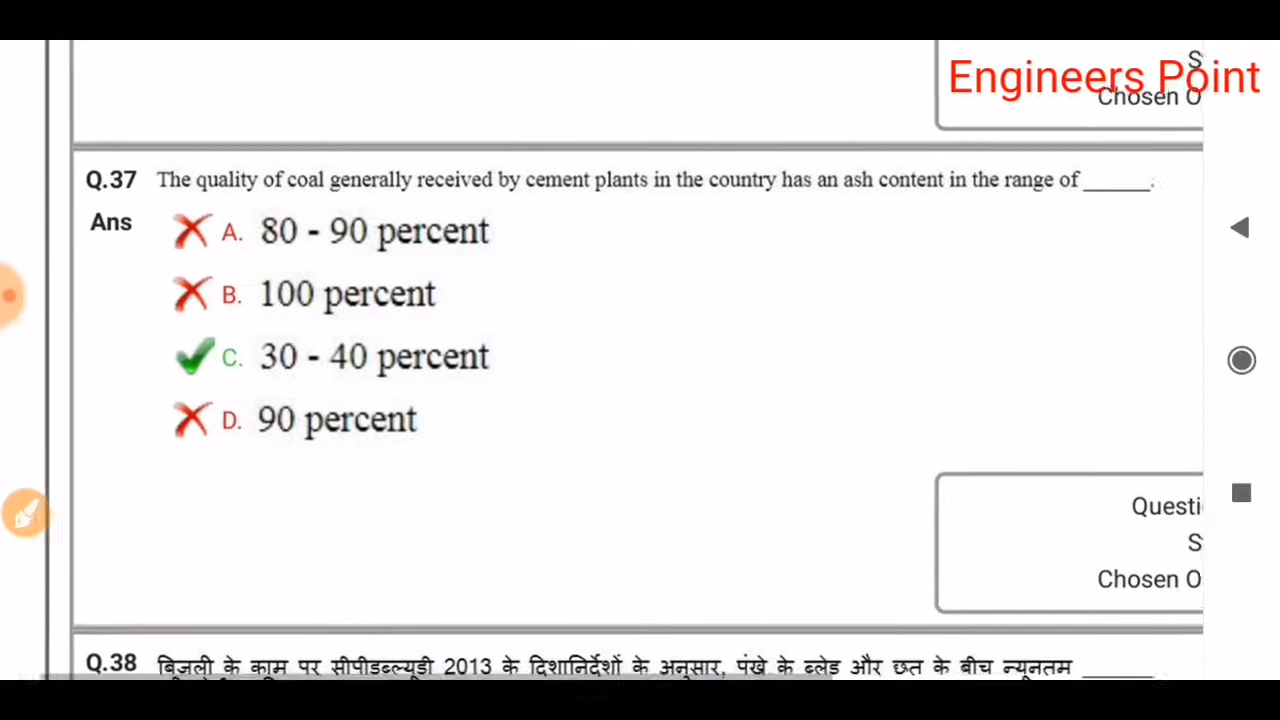 Engineers Point
Chosen O
Q.37 The quality of coal generally received by cement plants in the country has an ash content in the range of ______.
Ans
A. 80 - 90 percent
B. 100 percent
C. 30 - 40 percent
D. 90 percent
Questi
S
Chosen O
Q.38 बिजली के काम पर सीपीडब्ल्यूडी 2013 के दिशानिर्देशों के अनुसार, पंखे के ब्लेड और छत के बीच न्यूनतम ______